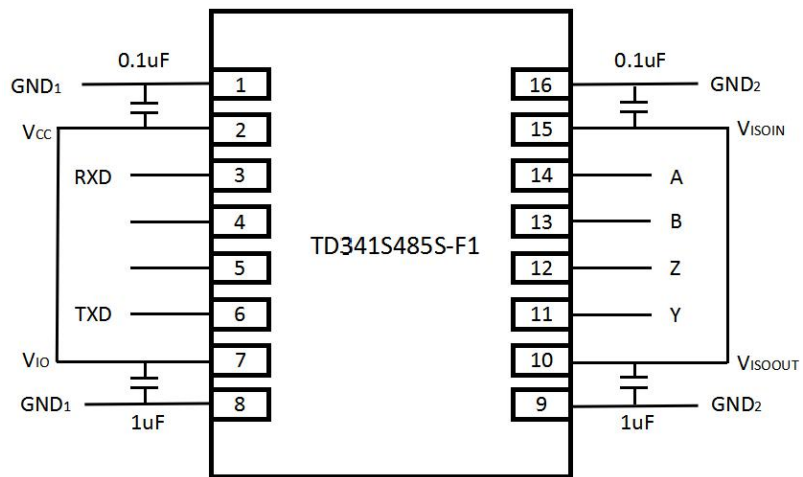 0.1uF 0.1uF
GND1 1 16 GND2
VCC 2 15 VISOIN
RXD 3 14 A
4 13 B
TD341S485S-F1
5 12 Z
TXD 6 11 Y
VIO 7 10 VISOOUT
GND1 8 9 GND2
1uF 1uF